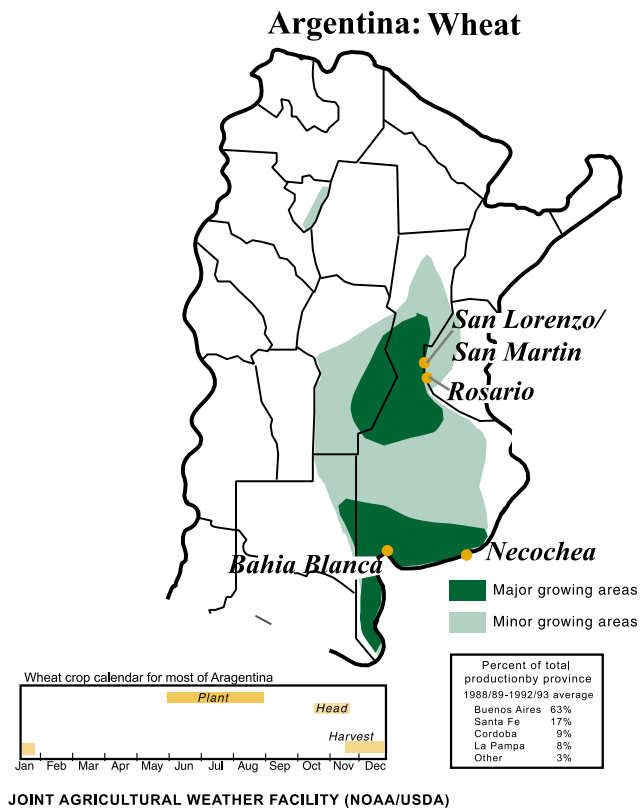 Argentina: Wheat
San Lorenzo/
San Martin
Rosario
Necochea
Bahia Blanca
Major growing areas
Minor growing areas
Wheat crop calendar for most of Aragentina
Plant
Head
Harvest
Jan Feb Mar Apr May Jun Jul Aug Sep Oct Nov Dec
Percent of total
productionby province
1988/89-1992/93 average
Buenos Aires 63%
Santa Fe 17%
Cordoba 9%
La Pampa 8%
Other 3%
JOINT AGRICULTURAL WEATHER FACILITY (NOAA/USDA)